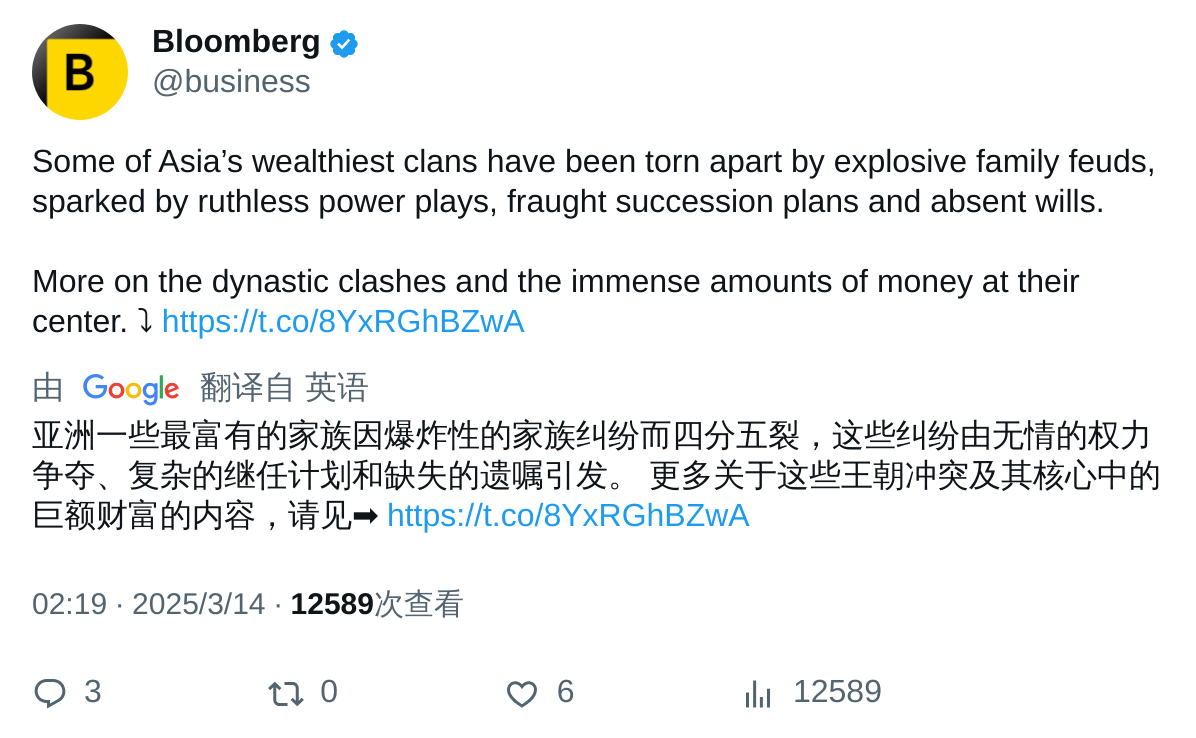 B
Bloomberg
@business
Some of Asia’s wealthiest clans have been torn apart by explosive family feuds,
sparked by ruthless power plays, fraught succession plans and absent wills.
More on the dynastic clashes and the immense amounts of money at their
center. ⤵ https://t.co/8YxRGhBZwA
由 Google 翻译自 英语
亚洲一些最富有的家族因爆炸性的家族纠纷而四分五裂，这些纠纷由无情的权力
争夺、复杂的继任计划和缺失的遗嘱引发。 更多关于这些王朝冲突及其核心中的
巨额财富的内容，请见➡ https://t.co/8YxRGhBZwA
02:19 · 2025/3/14 · 12589次查看
3 0 6 12589